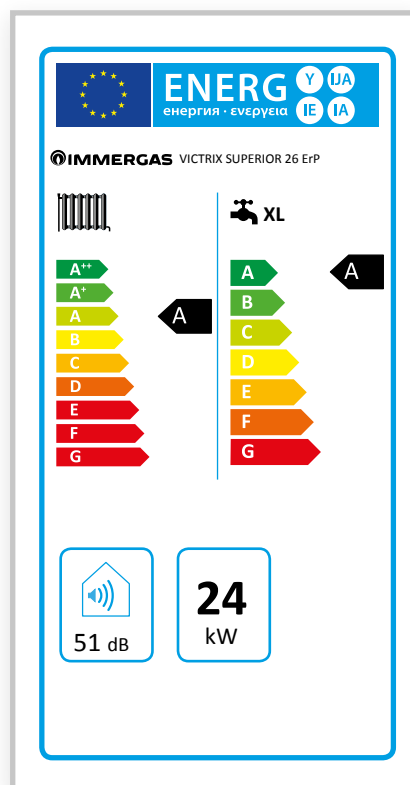 ENERG Y IJA
енергия · ενεργεια IE IA
IMMERGAS VICTRIX SUPERIOR 26 ErP
XL
A++
A+
A
B
C
D
E
F
G
A
A
B
C
D
E
F
G
A
51 dB
24
kW